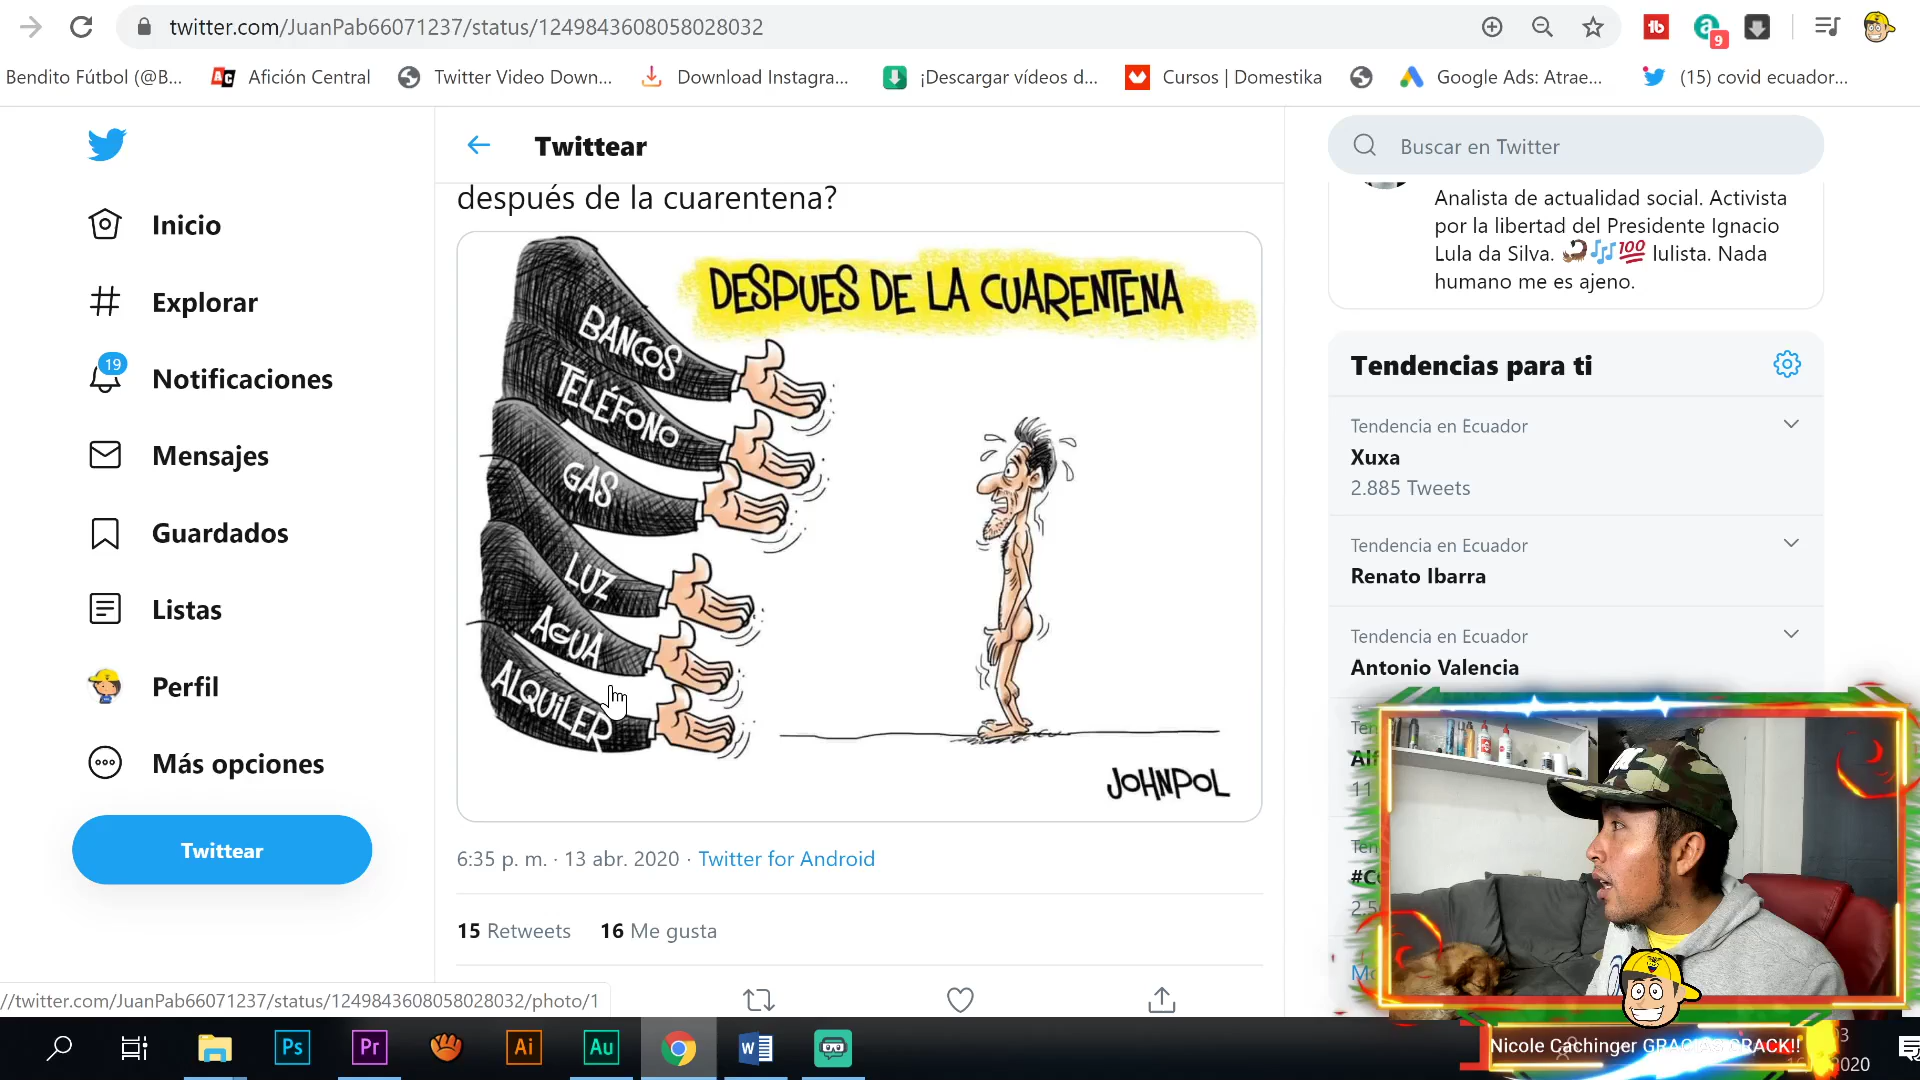 twitter.com/JuanPab66071237/status/1249843608058028032
9
Bendito Fútbol (@B...
Afición Central
Twitter Video Down...
Download Instagra...
¡Descargar vídeos d...
Cursos | Domestika
Google Ads: Atrae...
(15) covid ecuador...
Inicio
Explorar
19
Notificaciones
Mensajes
Guardados
Listas
Perfil
Más opciones
Twittear
Twittear
después de la cuarentena?
DESPUES DE LA CUARENTENA
BANCOS
TELÉFONO
GAS
LUZ
AGUA
ALQUILER
JOHNPOL
6:35 p. m. · 13 abr. 2020 · Twitter for Android
15 Retweets 16 Me gusta
Buscar en Twitter
Analista de actualidad social. Activista
por la libertad del Presidente Ignacio
Lula da Silva. 💯 lulista. Nada
humano me es ajeno.
Tendencias para ti
Tendencia en Ecuador
Xuxa
2.885 Tweets
Tendencia en Ecuador
Renato Ibarra
Tendencia en Ecuador
Antonio Valencia
//twitter.com/JuanPab66071237/status/1249843608058028032/photo/1
Ps
Pr
Ai
Au
W
Nicole Cachinger GRACIAS CRACK!!